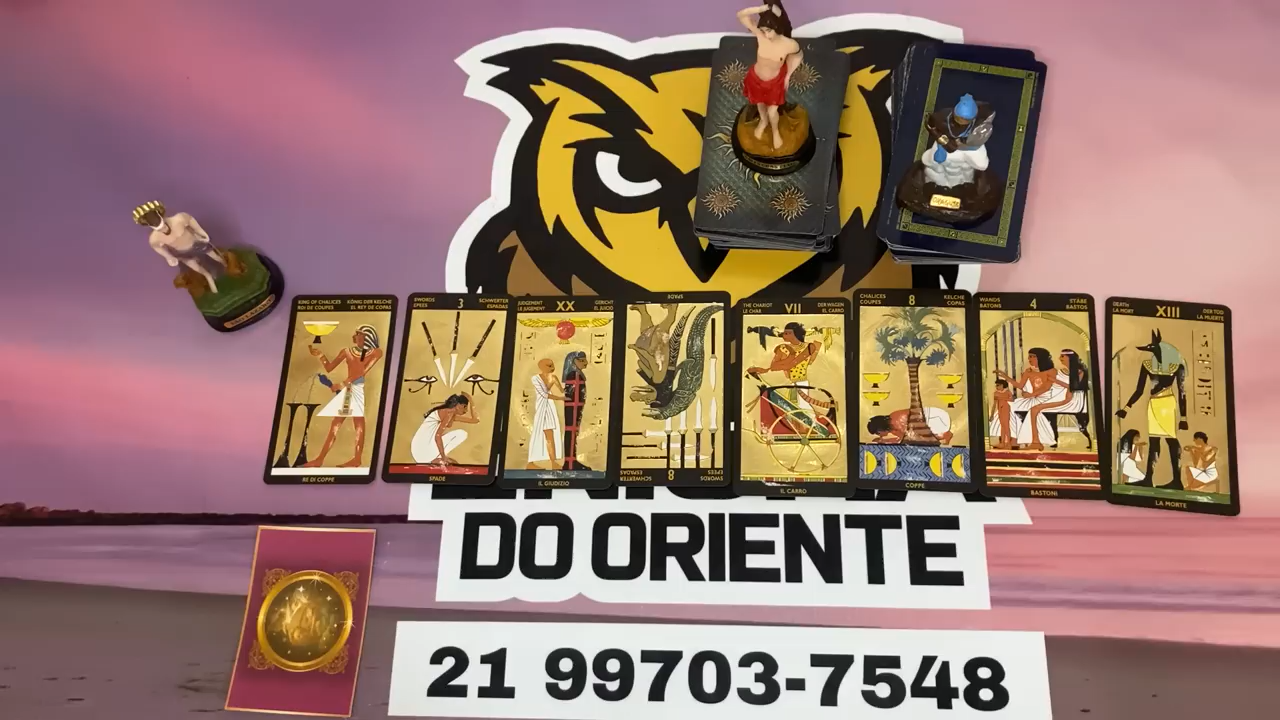 KING OF CHALICES KÖNIG DER KELCHE
ROI DE COUPES EL REY DE COPAS
RE DI COPPE
SWORDS 3 SCHWERTER
EPEES ESPADAS
SPADE
JUDGEMENT XX GERICHT
LE JUGEMENT EL JUICIO
IL GIUDIZIO
SPADE
SWORDS 8 SCHWERTER
EPEES ESPADAS
THE CHARIOT VII DER WAGEN
LE CHAR EL CARRO
IL CARRO
CHALICES 8 KELCHE
COUPES COPAS
COPPE
WANDS 4 STÄBE
BATONS BASTOS
BASTONI
DEATH XIII DER TOD
LA MORT LA MUERTE
LA MORTE
DO ORIENTE
21 99703-7548